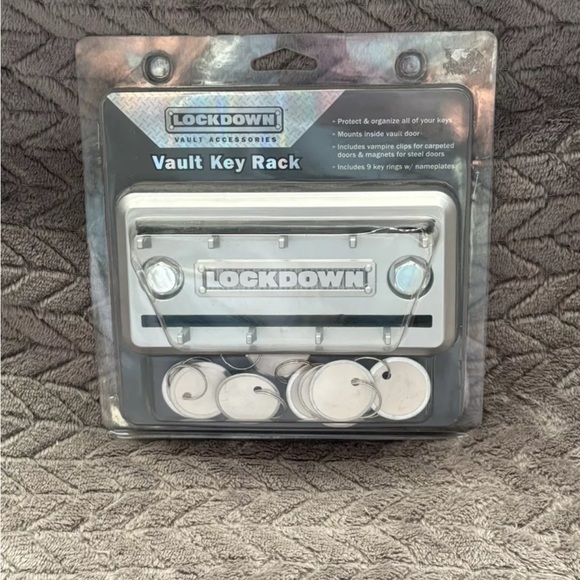 LOCKDOWN
VAULT ACCESSORIES
Vault Key Rack
• Protect & organize all of your keys
• Mounts inside vault door
• Includes vampire clips for carpeted
doors & magnets for steel doors
• Includes 9 key rings w/ nameplates
LOCKDOWN